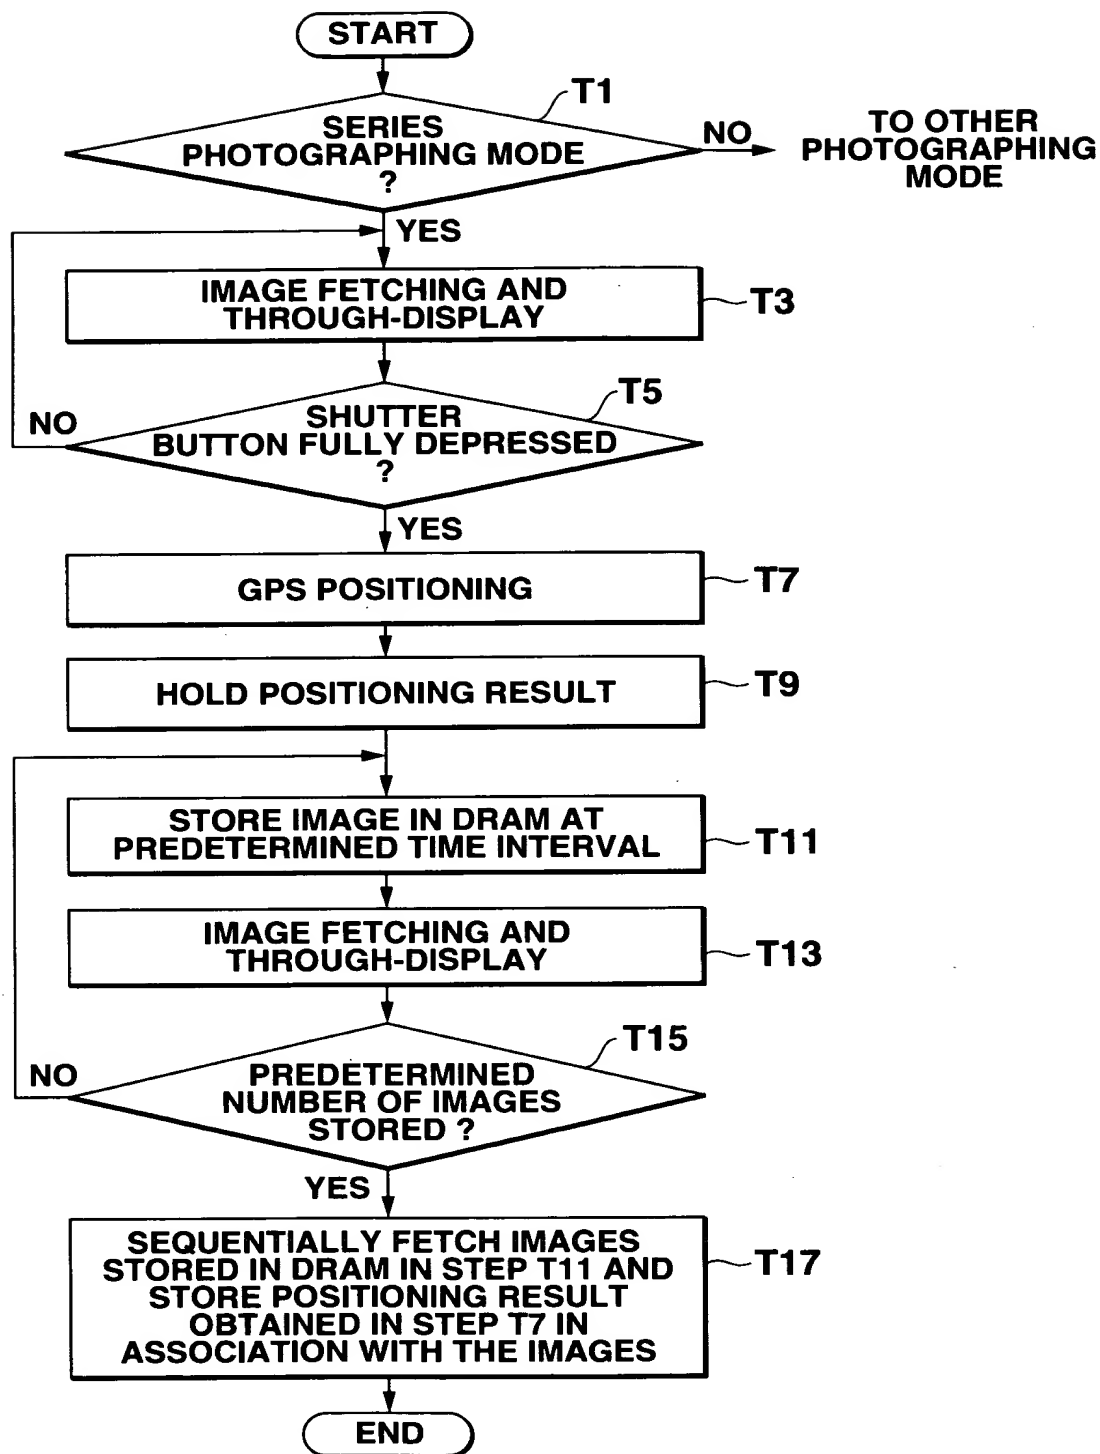 START
T1
SERIES
PHOTOGRAPHING MODE
?
NO
TO OTHER
PHOTOGRAPHING
MODE
YES
IMAGE FETCHING AND
THROUGH-DISPLAY
T3
T5
SHUTTER
BUTTON FULLY DEPRESSED
?
NO
YES
GPS POSITIONING
T7
HOLD POSITIONING RESULT
T9
STORE IMAGE IN DRAM AT
PREDETERMINED TIME INTERVAL
T11
IMAGE FETCHING AND
THROUGH-DISPLAY
T13
T15
PREDETERMINED
NUMBER OF IMAGES
STORED ?
NO
YES
SEQUENTIALLY FETCH IMAGES
STORED IN DRAM IN STEP T11 AND
STORE POSITIONING RESULT
OBTAINED IN STEP T7 IN
ASSOCIATION WITH THE IMAGES
T17
END